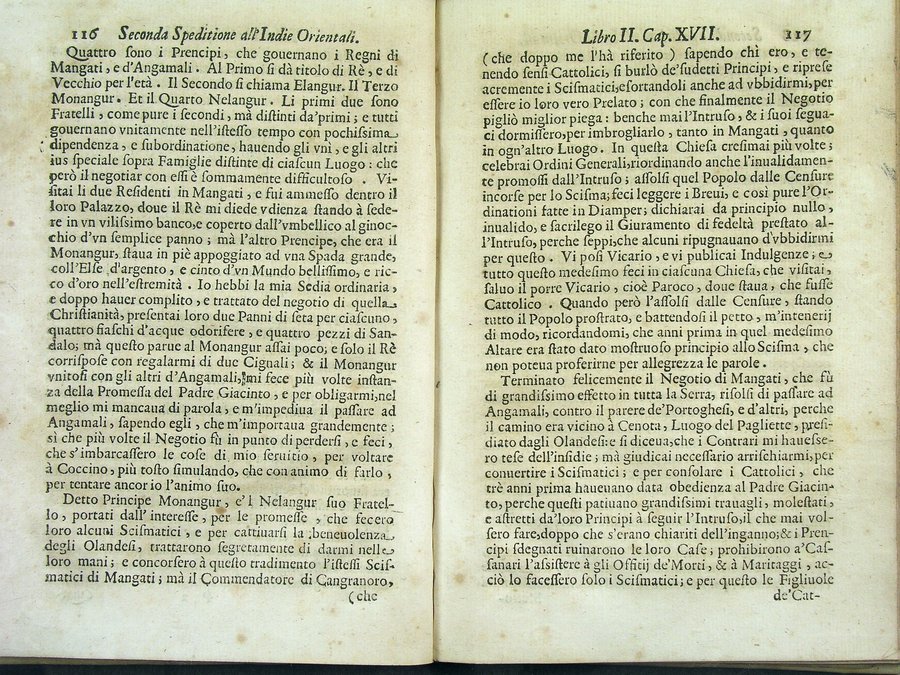 116 Seconda Speditione all'Indie Orientali.
Quattro sono i Prencipi, che gouernano i Regni di
Mangati, e d'Angamali. Al Primo si dà titolo di Rè, e di
Vecchio per l'età. Il Secondo si chiama Elangur. Il Terzo
Monangur. Et il Quarto Nelangur. Li primi due sono
Fratelli, come pure i secondi, mà distinti da'primi; e tutti
gouernano vnitamente nell'istesso tempo con pochissima
dipendenza, e subordinatione, hauendo gli vni, e gli altri
ius speciale sopra Famiglie distinte di ciascun Luogo: che
però il negotiar con essi è sommamente difficultoso. Vi-
sitai li due Residenti in Mangati, e fui ammesso dentro il
loro Palazzo, doue il Rè mi diede vdienza stando à sede-
re in vn vilissimo banco, e coperto dall'vmbellico al ginoc-
chio d'vn semplice panno; mà l'altro Prencipe, che era il
Monangur, staua in piè appoggiato ad vna Spada grande,
coll'Else d'argento, e cinto d'vn Mundo bellissimo, e ric-
co d'oro nell'estremità. Io hebbi la mia Sedia ordinaria,
e doppo hauer complito, e trattato del negotio di quella
Christianità, presentai loro due Panni di seta per ciascuno,
quattro fiaschi d'acque odorifere, e quattro pezzi di San-
dalo; mà questo parue al Monangur assai poco; e solo il Rè
corrispose con regalarmi di due Cignali; & il Monangur
vnitosi con gli altri d'Angamali, mi fece più volte instan-
za della Promessa del Padre Giacinto, e per obligarmi, nel
meglio mi mancaua di parola, e m'impediua il passare ad
Angamali, sapendo egli, che m'importaua grandemente;
sì che più volte il Negotio fù in punto di perdersi, e feci,
che s'imbarcassero le cose di mio seruitio, per voltare
à Coccino, più tosto simulando, che con animo di farlo,
per tentare ancor io l'animo suo.
Detto Principe Monangur, e'l Nelangur suo Fratel-
lo, portati dall'interesse, per le promesse, che fecero
loro alcuni Scismatici, e per cattiuarsi la beneuolenza
degli Olandesi, trattarono segretamente di darmi nelle
loro mani; e concorsero à questo tradimento l'istessi Scis-
matici di Mangati; mà il Commendatore di Cangranoro,
(che
Libro II. Cap. XVII. 117
(che doppo me l'hà riferito) sapendo chì ero, e te-
nendo sensi Cattolici, si burlò de'sudetti Principi, e riprese
acremente i Scismatici, esortandoli anche ad vbbidirmi, per
essere io loro vero Prelato; con che finalmente il Negotio
pigliò miglior piega: benche mai l'Intruso, & i suoi segua-
ci dormissero, per imbrogliarlo, tanto in Mangati, quanto
in ogn'altro Luogo. In questa Chiesa cresimai più volte;
celebrai Ordini Generali, riordinando anche l'inualidamen-
te promossi dall'Intruso; assolsi quel Popolo dalle Censure
incorse per lo Scisma; feci leggere i Breui, e così pure l'Or-
dinationi fatte in Diamper; dichiarai da principio nullo,
inualido, e sacrilego il Giuramento di fedeltà prestato al-
l'Intruso, perche seppi, che alcuni ripugnauano d'vbbidirmi
per questo. Vi posi Vicario, e vi publicai Indulgenze; e
tutto questo medesimo feci in ciascuna Chiesa, che visitai,
saluo il porre Vicario, cioè Paroco, doue staua, che fusse
Cattolico. Quando però l'assolsi dalle Censure, stando
tutto il Popolo prostrato, e battendosi il petto, m'intenerij
di modo, ricordandomi, che anni prima in quel medesimo
Altare era stato dato mostruoso principio allo Scisma, che
non poteua proferirne per allegrezza le parole.
Terminato felicemente il Negotio di Mangati, che fù
di grandissimo effetto in tutta la Serra, risolsi di passare ad
Angamali, contro il parere de'Portoghesi, e d'altri, perche
il camino era vicino à Cenota, Luogo del Pagliette, presi-
diato dagli Olandesi: e si diceua, che i Contrari mi hauesse-
ro tese dell'insidie; mà giudicai necessario arrischiarmi, per
conuertire i Scismatici; e per consolare i Cattolici, che
trè anni prima haueuano data obedienza al Padre Giacin-
to, perche questi patiuano grandissimi trauagli, molestati,
e astretti da'loro Principi à seguir l'Intruso, il che mai vol-
sero fare, doppo che s'erano chiariti dell'inganno; & i Pren-
cipi sdegnati ruinarono le loro Case; prohibirono a'Cas-
sanari l'assistere à gli Offitij de'Morti, & à Maritaggi, ac-
ciò lo facessero solo i Scismatici; e per questo le Figliuole
de'Cat-